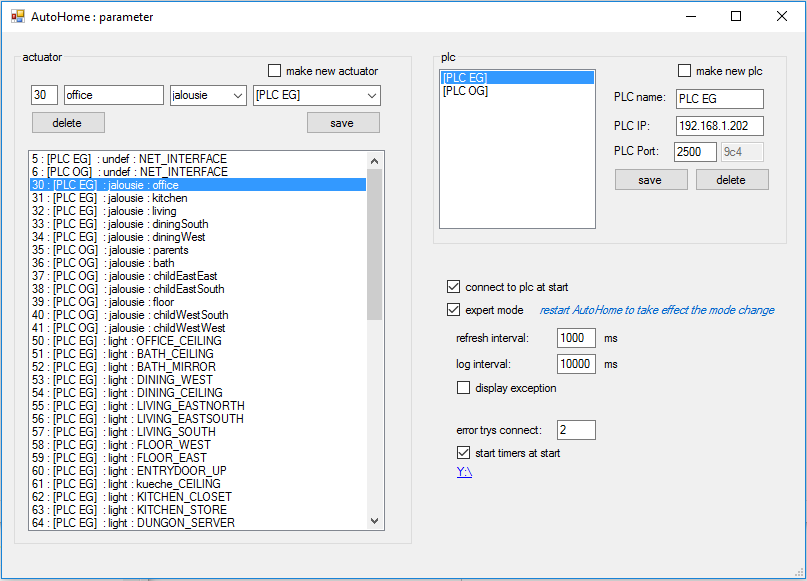 AutoHome : parameter
actuator
make new actuator
30 office jalousie [PLC EG]
delete save
5 : [PLC EG] : undef : NET_INTERFACE
6 : [PLC OG] : undef : NET_INTERFACE
30 : [PLC EG] : jalousie : office
31 : [PLC EG] : jalousie : kitchen
32 : [PLC EG] : jalousie : living
33 : [PLC EG] : jalousie : diningSouth
34 : [PLC EG] : jalousie : diningWest
35 : [PLC OG] : jalousie : parents
36 : [PLC OG] : jalousie : bath
37 : [PLC OG] : jalousie : childEastEast
38 : [PLC OG] : jalousie : childEastSouth
39 : [PLC OG] : jalousie : floor
40 : [PLC OG] : jalousie : childWestSouth
41 : [PLC OG] : jalousie : childWestWest
50 : [PLC EG] : light : OFFICE_CEILING
51 : [PLC EG] : light : BATH_CEILING
52 : [PLC EG] : light : BATH_MIRROR
53 : [PLC EG] : light : DINING_WEST
54 : [PLC EG] : light : DINING_CEILING
55 : [PLC EG] : light : LIVING_EASTNORTH
56 : [PLC EG] : light : LIVING_EASTSOUTH
57 : [PLC EG] : light : LIVING_SOUTH
58 : [PLC EG] : light : FLOOR_WEST
59 : [PLC EG] : light : FLOOR_EAST
60 : [PLC EG] : light : ENTRYDOOR_UP
61 : [PLC EG] : light : kueche_CEILING
62 : [PLC EG] : light : KITCHEN_CLOSET
63 : [PLC EG] : light : KITCHEN_STORE
64 : [PLC EG] : light : DUNGON_SERVER
plc
[PLC EG]
[PLC OG]
make new plc
PLC name: PLC EG
PLC IP: 192.168.1.202
PLC Port: 2500 9c4
save delete
connect to plc at start
expert mode restart AutoHome to take effect the mode change
refresh interval: 1000 ms
log interval: 10000 ms
display exception
error trys connect: 2
start timers at start
Y:\